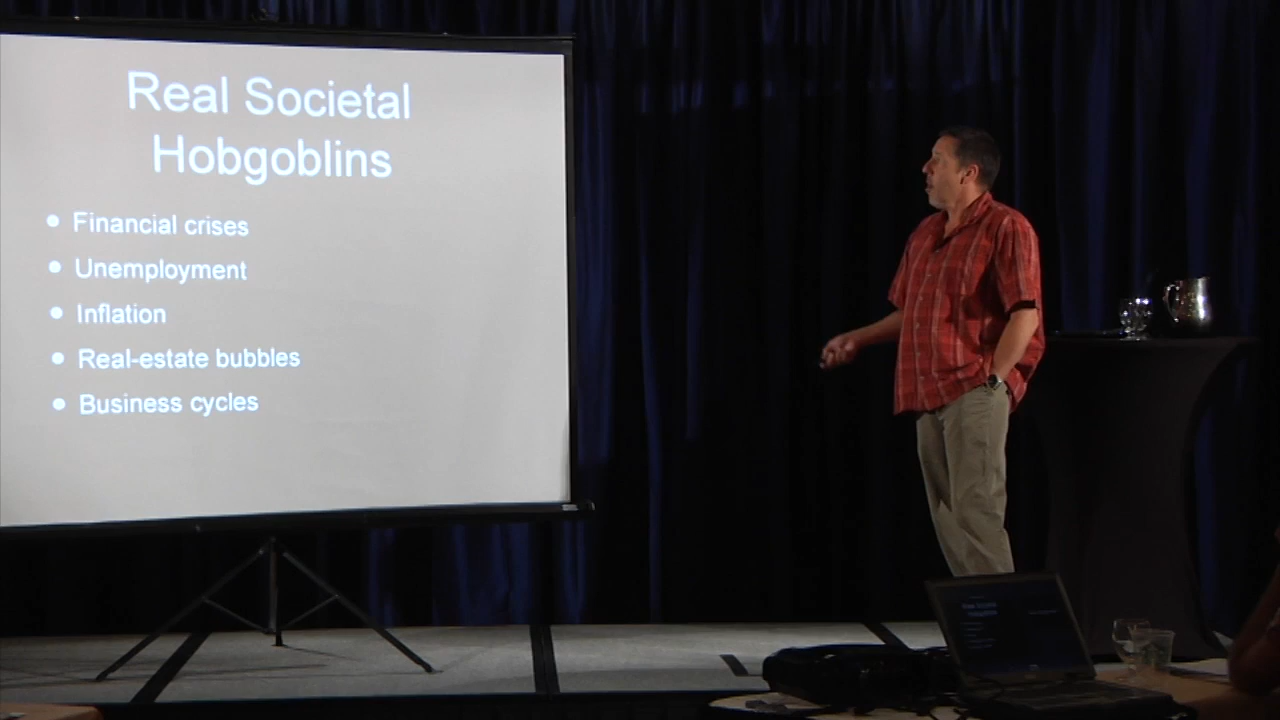 Real Societal
Hobgoblins
Financial crises
Unemployment
Inflation
Real-estate bubbles
Business cycles